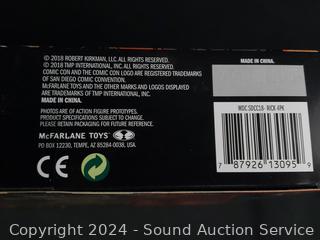 © 2018 ROBERT KIRKMAN, LLC ALL RIGHTS RESERVED.
© 2018 TMP INTERNATIONAL, INC. ALL RIGHTS RESERVED.
COMIC CON AND THE COMIC CON LOGO ARE REGISTERED TRADEMARKS
OF SAN DIEGO COMIC CONVENTION.
McFARLANE TOYS AND OTHER MARKS AND LOGOS DISPLAYED
ARE TRADEMARKS OF TMP INTERNATIONAL, INC.
MADE IN CHINA.
PHOTOS ARE OF ACTION FIGURE PROTOTYPES.
PRODUCT SPECIFICATIONS SUBJECT TO CHANGE.
PLEASE RETAIN PACKAGING FOR FUTURE REFERENCE.
McFARLANE TOYS
PO BOX 12230, TEMPE, AZ 85284-0038, USA.
CE
MADE IN CHINA.
WDC.SDCC18- RICK-4PK
7 87926 13095 9
Copyright 2024 - Sound Auction Service